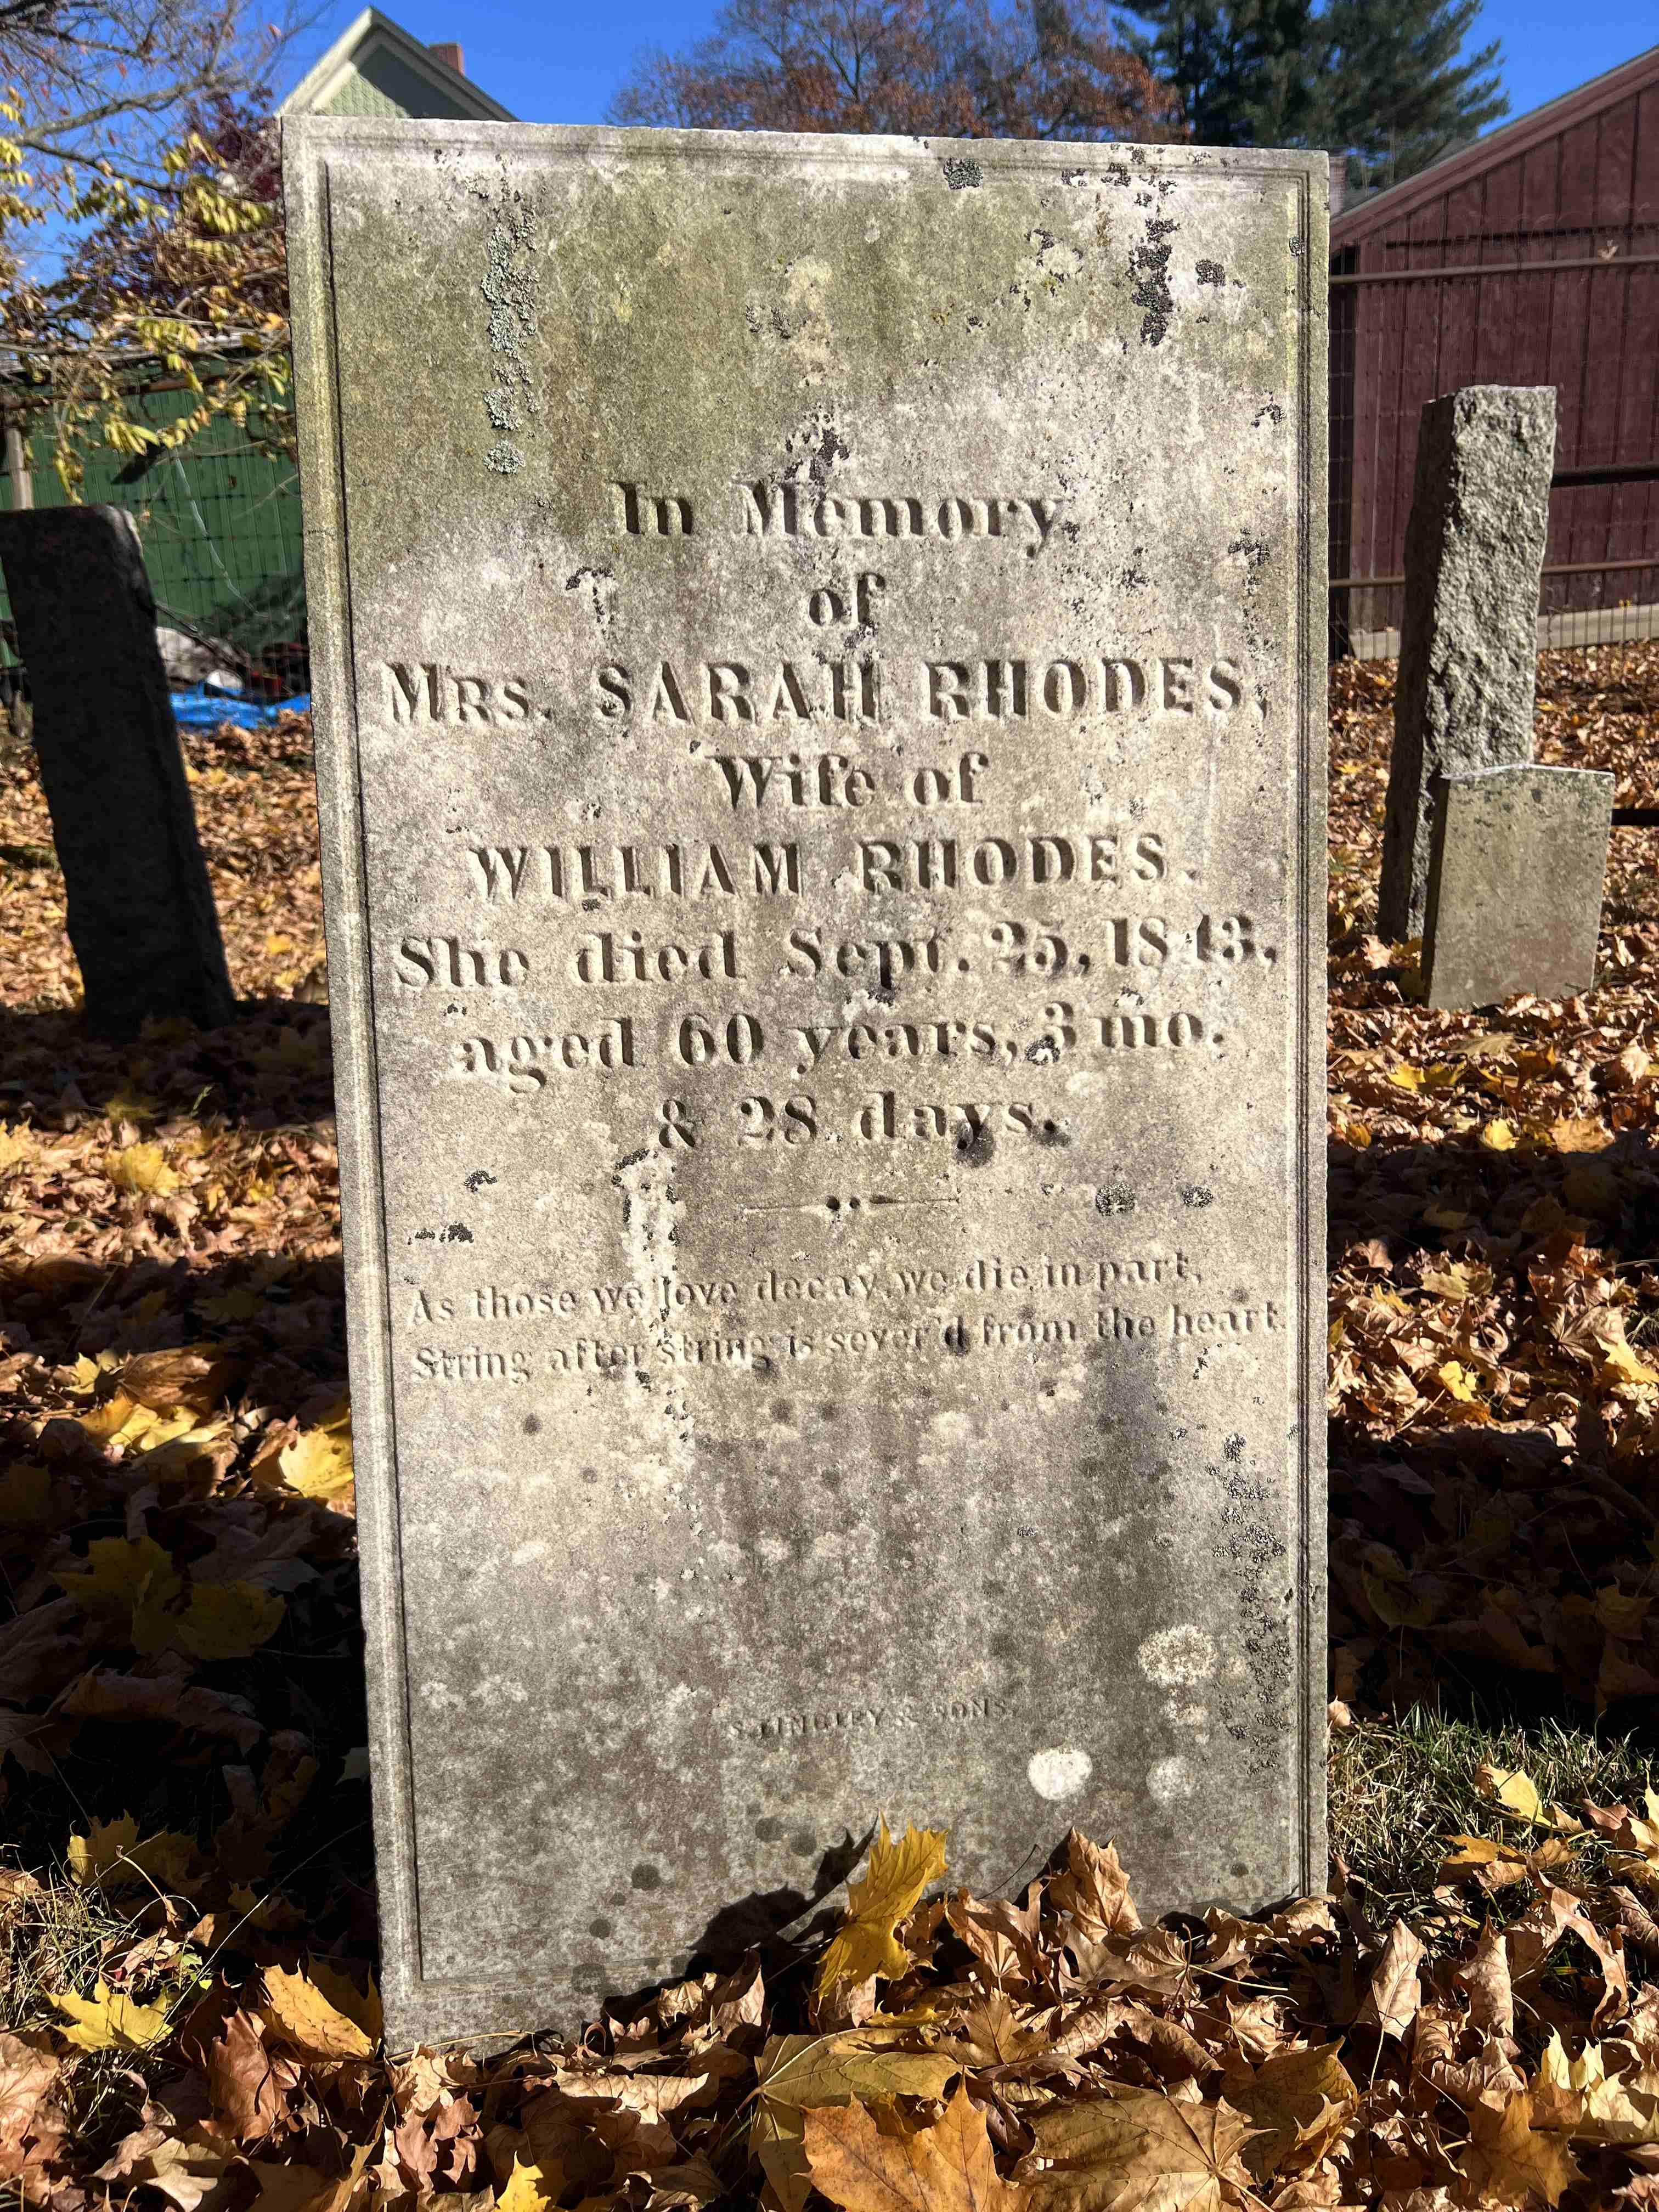 In Memory
of
MRS. SARAH RHODES,
Wife of
WILLIAM RHODES.
She died Sept. 25, 1843,
aged 60 years, 3 mo.
& 28 days.
As those we love decay, we die in part,
String after string is sever'd from the heart.
S. TINGLEY & SONS.